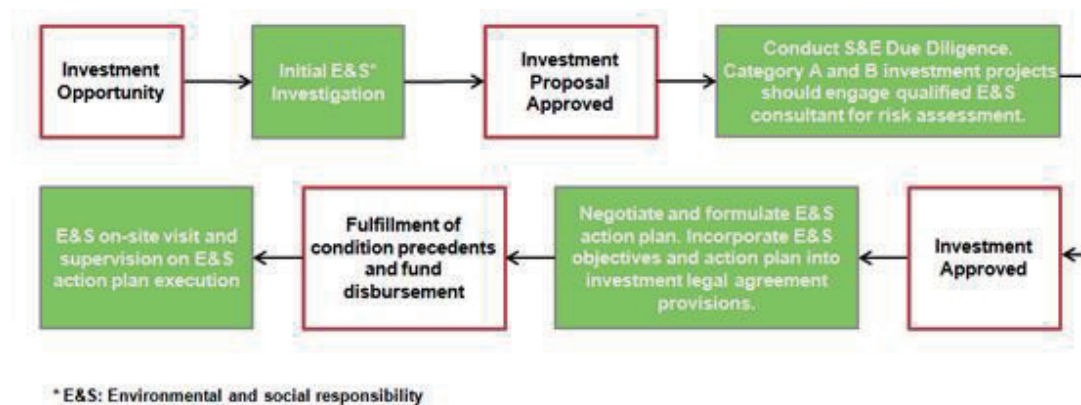 Investment
Opportunity
Initial E&S*
Investigation
Investment
Proposal
Approved
Conduct S&E Due Diligence.
Category A and B investment projects
should engage qualified E&S
consultant for risk assessment.
Investment
Approved
Negotiate and formulate E&S
action plan. Incorporate E&S
objectives and action plan into
investment legal agreement
provisions.
Fulfillment of
condition precedents
and fund
disbursement
E&S on-site visit and
supervision on E&S
action plan execution
* E&S: Environmental and social responsibility